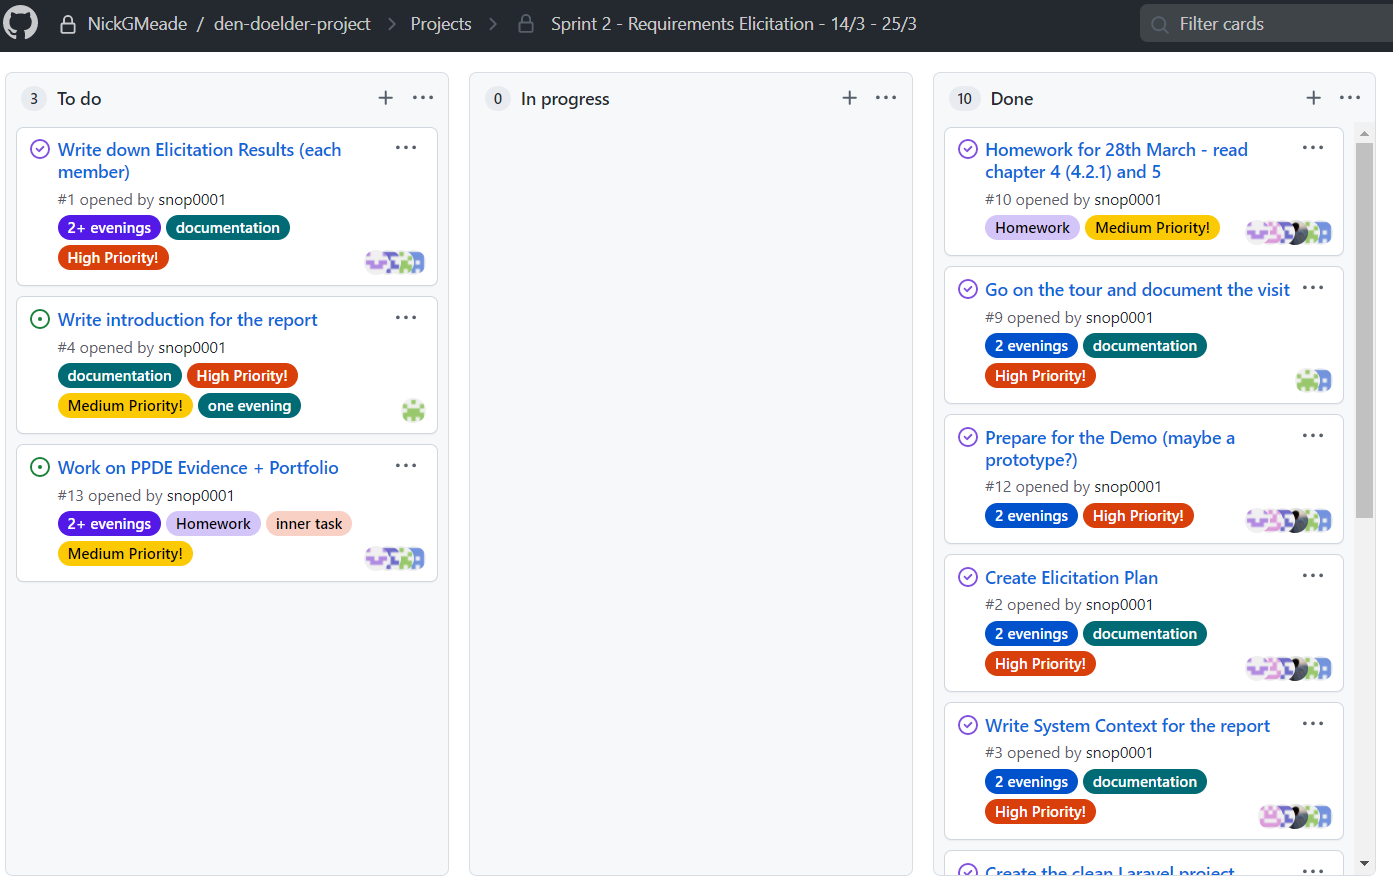 NickGMeade / den-doelder-project Projects Sprint 2 - Requirements Elicitation - 14/3 - 25/3 Filter cards
3 To do
Write down Elicitation Results (each
member)
#1 opened by snop0001
2+ evenings documentation
High Priority!
Write introduction for the report
#4 opened by snop0001
documentation High Priority!
Medium Priority! one evening
Work on PPDE Evidence + Portfolio
#13 opened by snop0001
2+ evenings Homework inner task
Medium Priority!
0 In progress
10 Done
Homework for 28th March - read
chapter 4 (4.2.1) and 5
#10 opened by snop0001
Homework Medium Priority!
Go on the tour and document the visit
#9 opened by snop0001
2 evenings documentation
High Priority!
Prepare for the Demo (maybe a
prototype?)
#12 opened by snop0001
2 evenings High Priority!
Create Elicitation Plan
#2 opened by snop0001
2 evenings documentation
High Priority!
Write System Context for the report
#3 opened by snop0001
2 evenings documentation
High Priority!
Create the clean Laravel project